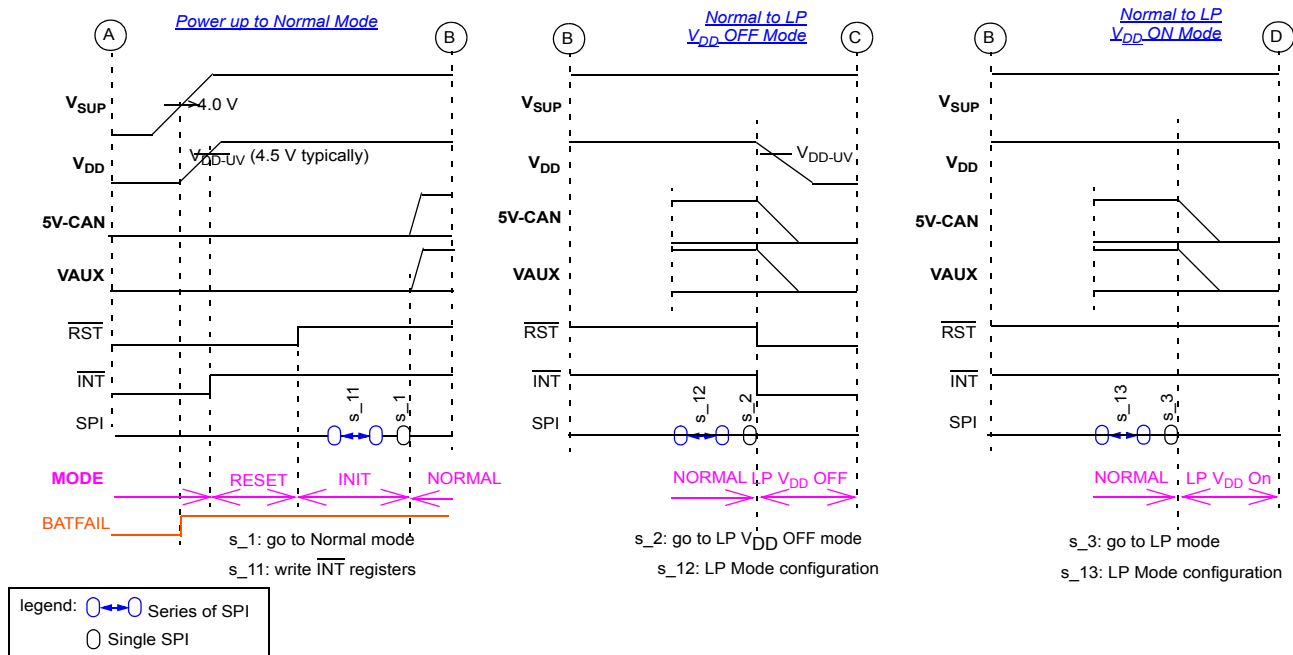 Power up to Normal Mode
A
B
VSUP
4.0 V
VDD
VDD-UV (4.5 V typically)
5V-CAN
VAUX
RST
INT
SPI
s_11
s_1
MODE
RESET
INIT
NORMAL
BATFAIL
s_1: go to Normal mode
s_11: write INT registers
Normal to LP
VDD OFF Mode
B
C
VSUP
VDD
VDD-UV
5V-CAN
VAUX
RST
INT
SPI
s_12
s_2
NORMAL
LP VDD OFF
s_2: go to LP VDD OFF mode
s_12: LP Mode configuration
Normal to LP
VDD ON Mode
B
D
VSUP
VDD
5V-CAN
VAUX
RST
INT
SPI
s_13
s_3
NORMAL
LP VDD On
s_3: go to LP mode
s_13: LP Mode configuration
legend:
Series of SPI
Single SPI